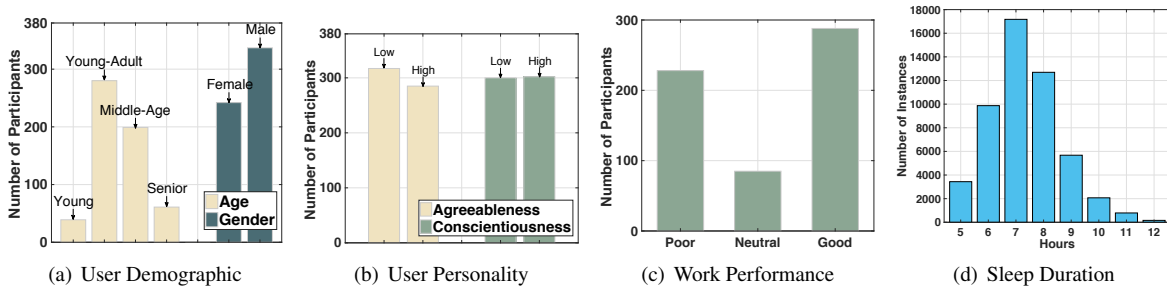 380
300
200
100
0
Number of Participants
Young
Young-Adult
Middle-Age
Senior
Female
Male
Age
Gender
(a) User Demographic
380
300
200
100
0
Number of Participants
Low
High
Low
High
Agreeableness
Conscientiousness
(b) User Personality
300
200
100
0
Number of Participants
Poor Neutral Good
(c) Work Performance
18000
16000
14000
12000
10000
8000
6000
4000
2000
0
Number of Instances
5 6 7 8 9 10 11 12
Hours
(d) Sleep Duration